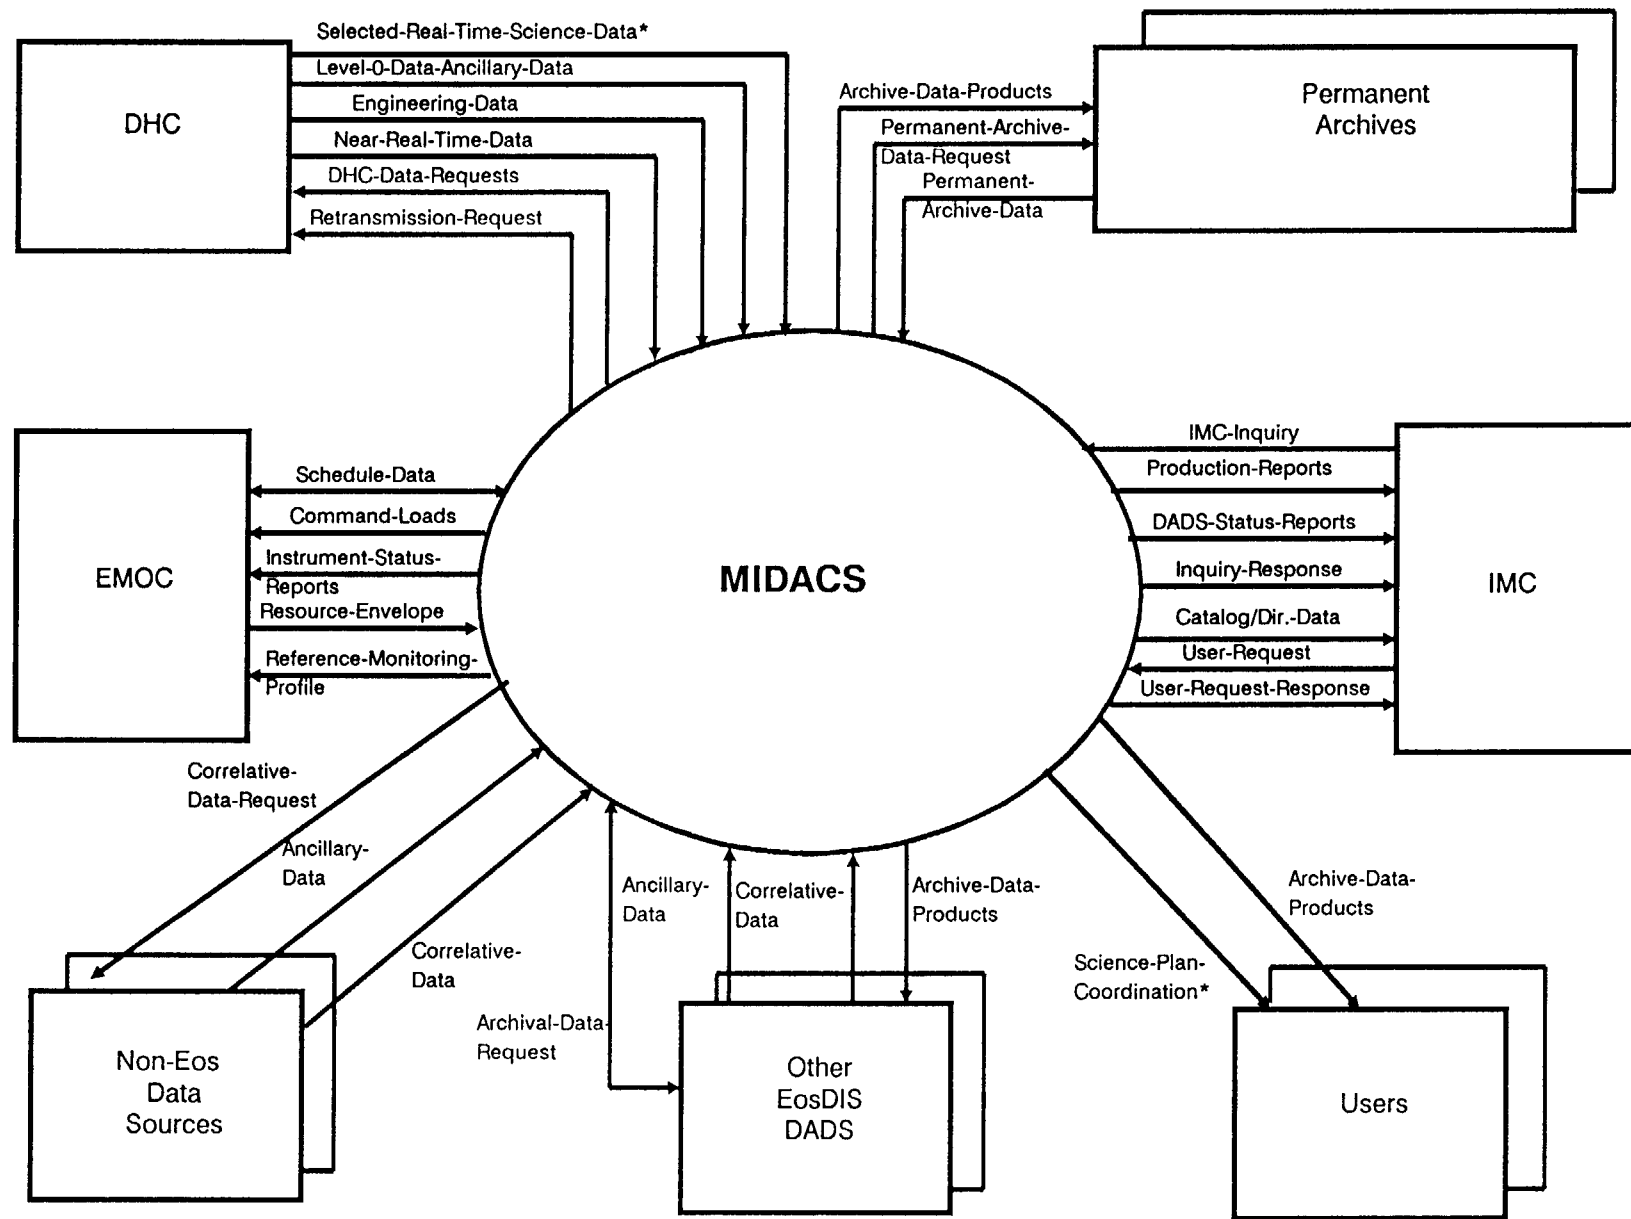 Selected-Real-Time-Science-Data*
Level-0-Data-Ancillary-Data
Engineering-Data
Near-Real-Time-Data
DHC-Data-Requests
Retransmission-Request
DHC
Archive-Data-Products
Permanent-Archive-
Data-Request
Permanent-
Archive-Data
Permanent
Archives
EMOC
Schedule-Data
Command-Loads
Instrument-Status-
Reports
Resource-Envelope
Reference-Monitoring-
Profile
MIDACS
IMC-Inquiry
Production-Reports
DADS-Status-Reports
Inquiry-Response
Catalog/Dir.-Data
User-Request
User-Request-Response
IMC
Correlative-
Data-Request
Ancillary-
Data
Correlative-
Data
Non-Eos
Data
Sources
Ancillary-
Data
Correlative-
Data
Archive-Data-
Products
Archival-Data-
Request
Other
EosDIS
DADS
Archive-Data-
Products
Science-Plan-
Coordination*
Users